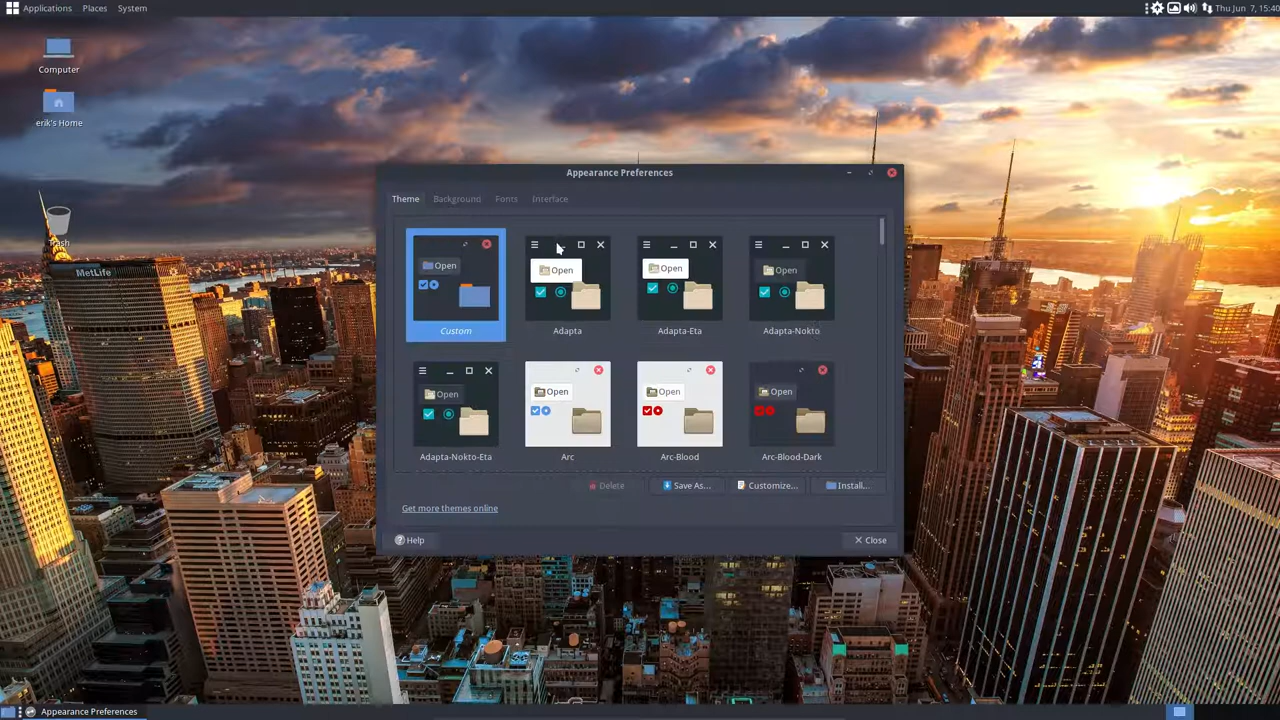 Applications Places System
Thu Jun 7, 15:40
Computer
erik's Home
Trash
MetLife
Appearance Preferences
Theme Background Fonts Interface
Open
Open
Open
Open
Custom
Adapta
Adapta-Eta
Adapta-Nokto
Open
Open
Open
Open
Adapta-Nokto-Eta
Arc
Arc-Blood
Arc-Blood-Dark
Delete
Save As...
Customize...
Install...
Get more themes online
Help
Close
Appearance Preferences